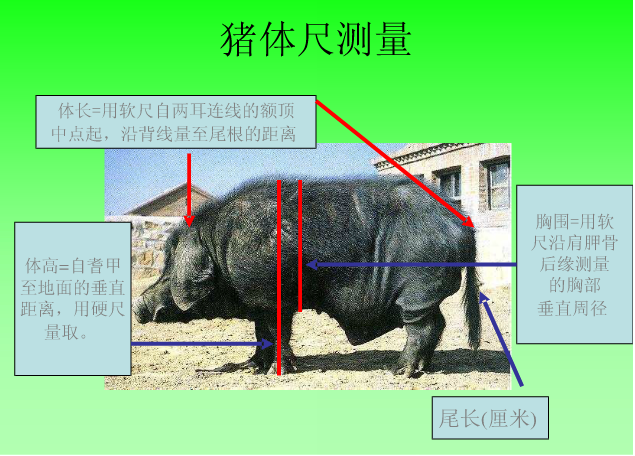 猪体尺测量
体长=用软尺自两耳连线的额顶
中点起，沿背线量至尾根的距离
胸围=用软
尺沿肩胛骨
后缘测量
的胸部
垂直周径
体高=自耆甲
至地面的垂直
距离，用硬尺
量取。
尾长(厘米)